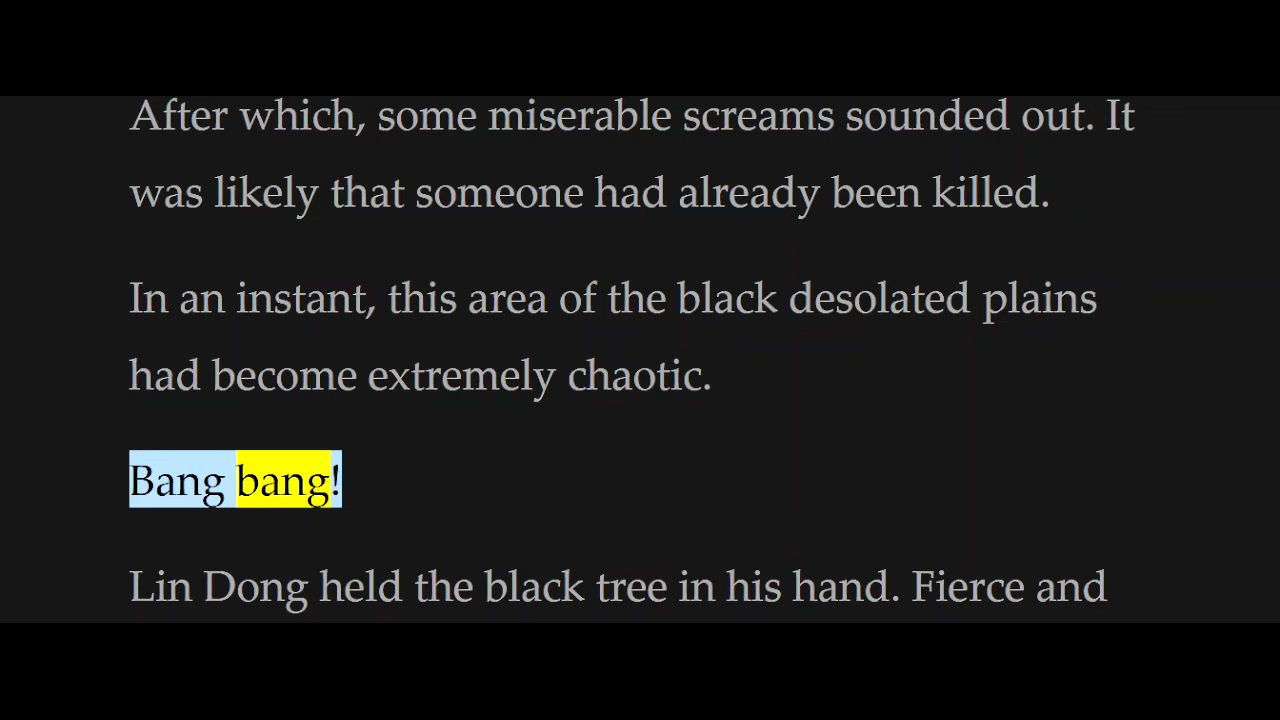 After which, some miserable screams sounded out. It
was likely that someone had already been killed.
In an instant, this area of the black desolated plains
had become extremely chaotic.
Bang bang!
Lin Dong held the black tree in his hand. Fierce and